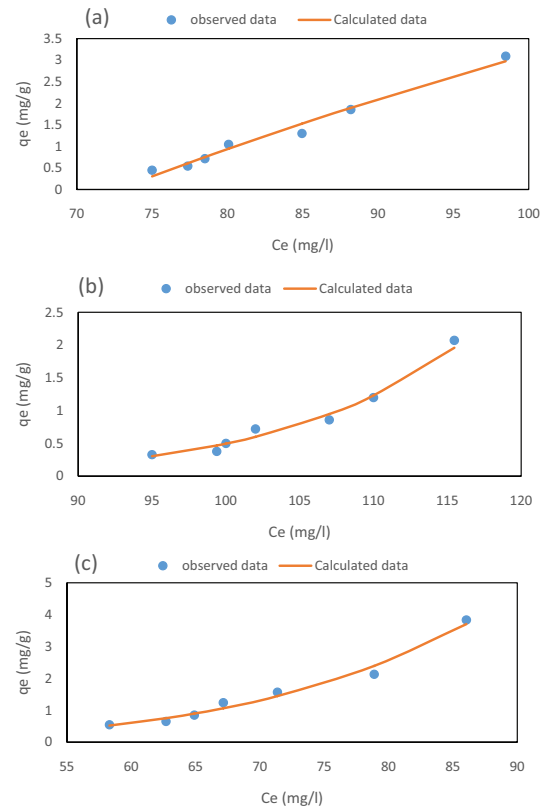 (a)
observed data Calculated data
qe (mg/g)
3.5
3
2.5
2
1.5
1
0.5
0
70 75 80 85 90 95 100
Ce (mg/l)
(b)
observed data Calculated data
qe (mg/g)
2.5
2
1.5
1
0.5
0
90 95 100 105 110 115 120
Ce (mg/l)
(c)
observed data Calculated data
qe (mg/g)
5
4
3
2
1
0
55 60 65 70 75 80 85 90
Ce (mg/l)